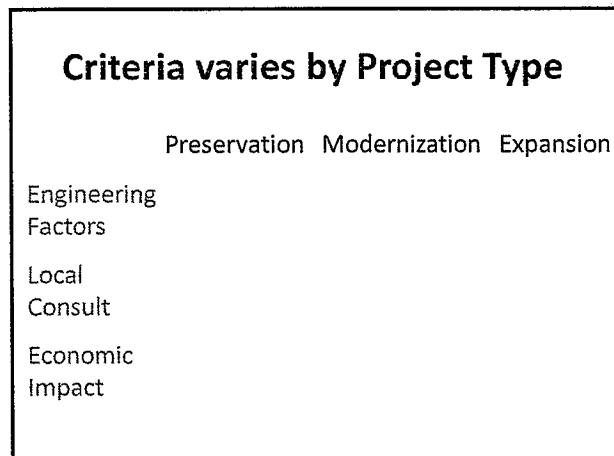 Criteria varies by Project Type
Preservation Modernization Expansion
Engineering
Factors
Local
Consult
Economic
Impact